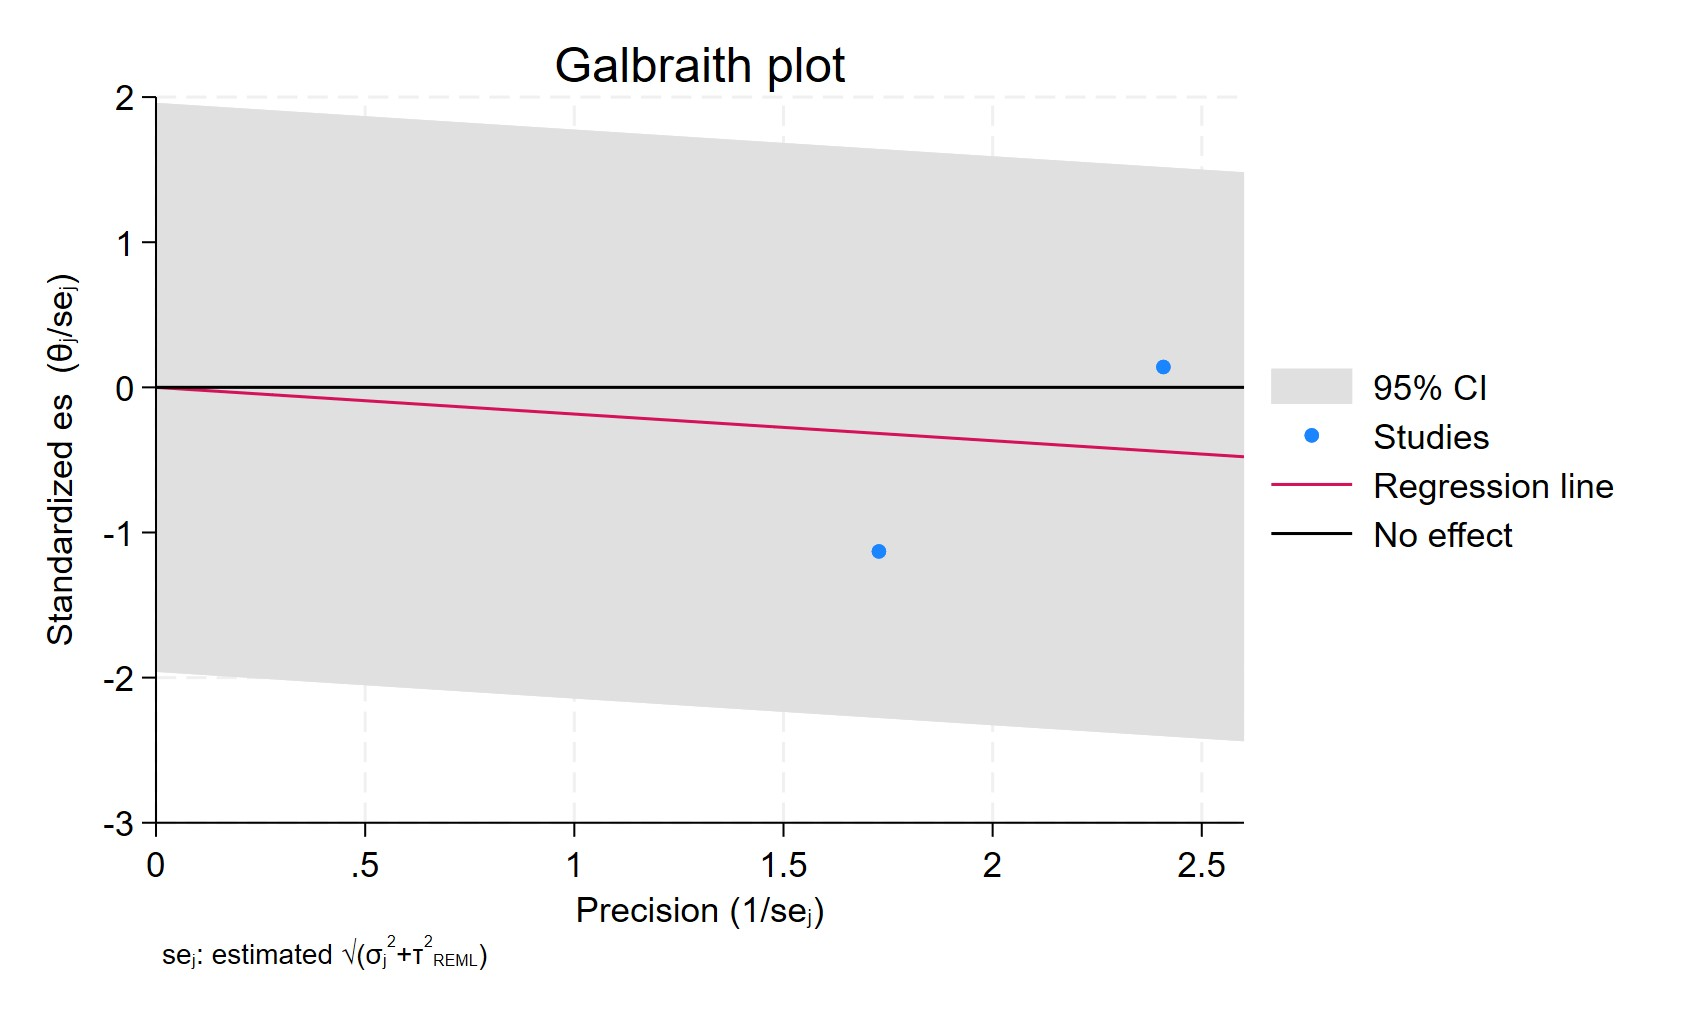 Galbraith plot
Standardized es (θⱼ/seⱼ)
2
1
0
-1
-2
-3
0 .5 1 1.5 2 2.5
Precision (1/seⱼ)
95% CI
Studies
Regression line
No effect
seⱼ: estimated √(σⱼ²+τ²REML)